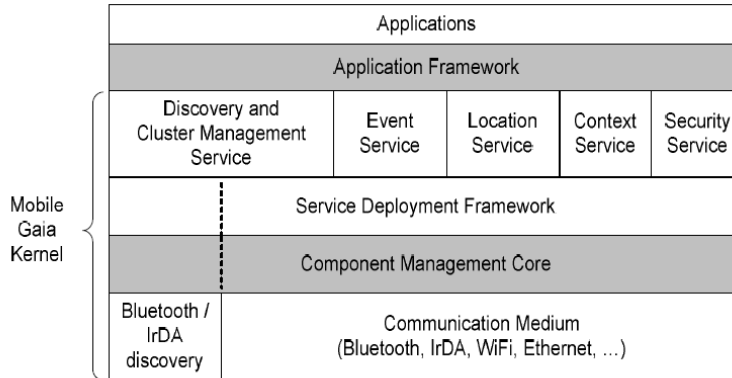 Applications
Application Framework
Discovery and
Cluster Management
Service
Event
Service
Location
Service
Context
Service
Security
Service
Mobile
Gaia
Kernel
Service Deployment Framework
Component Management Core
Bluetooth /
IrDA
discovery
Communication Medium
(Bluetooth, IrDA, WiFi, Ethernet, ...)